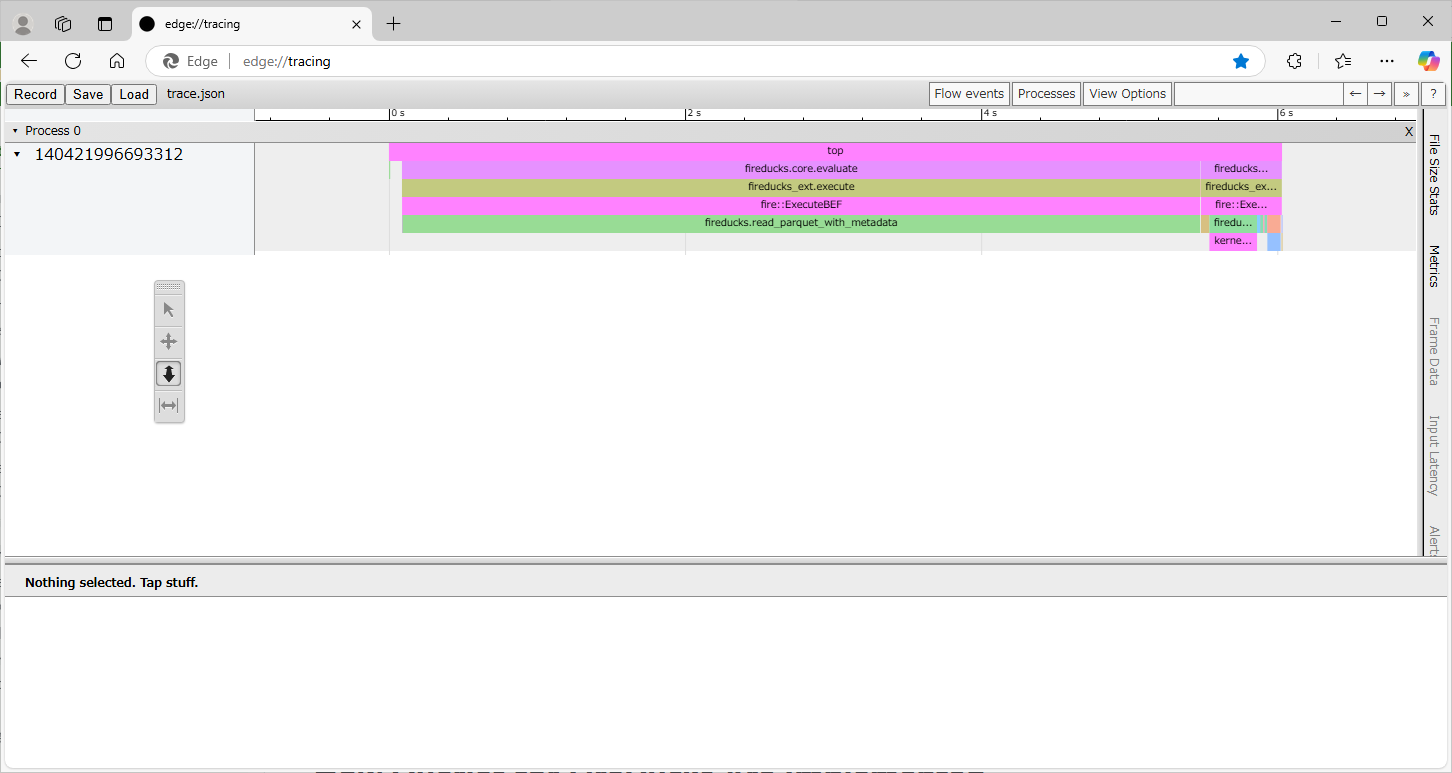 edge://tracing
Edge edge://tracing
Record Save Load trace.json Flow events Processes View Options ← → » ?
0 s 2 s 4 s 6 s
Process 0 X
140421996693312
top
fireducks.core.evaluate fireducks...
fireducks_ext.execute fireducks_ex...
fire::ExecuteBEF fire::Exe...
fireducks.read_parquet_with_metadata firedu...
kerne...
File Size Stats
Metrics
Frame Data
Input Latency
Alerts
Nothing selected. Tap stuff.